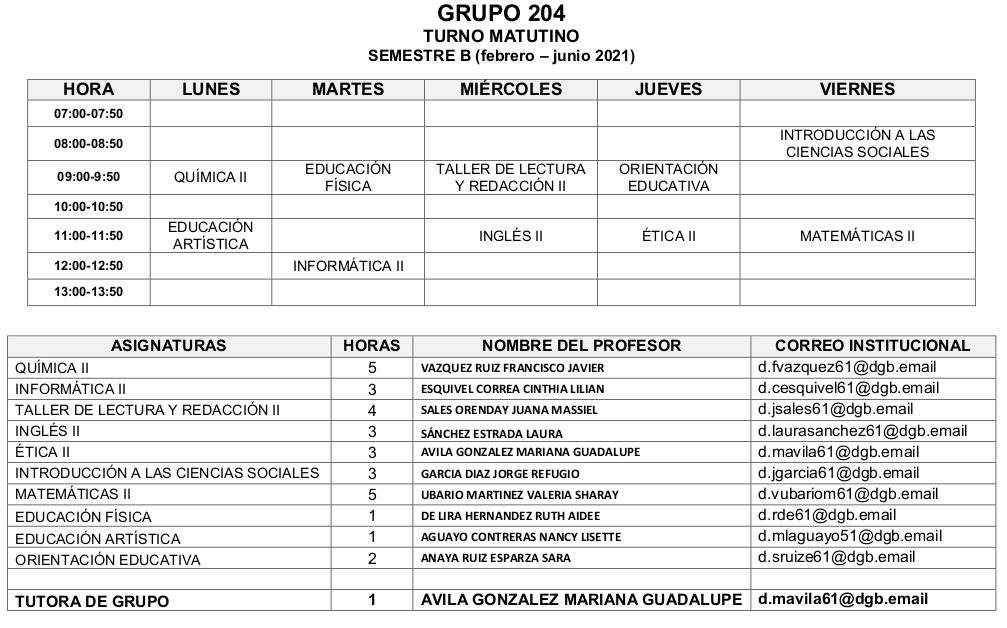 GRUPO 204
TURNO MATUTINO
SEMESTRE B (febrero – junio 2021)
HORA LUNES MARTES MIÉRCOLES JUEVES VIERNES
07:00-07:50
08:00-08:50 INTRODUCCIÓN A LAS
CIENCIAS SOCIALES
09:00-9:50 QUÍMICA II EDUCACIÓN TALLER DE LECTURA ORIENTACIÓN
FÍSICA Y REDACCIÓN II EDUCATIVA
10:00-10:50
11:00-11:50 EDUCACIÓN INGLÉS II ÉTICA II MATEMÁTICAS II
ARTÍSTICA
12:00-12:50 INFORMÁTICA II
13:00-13:50
ASIGNATURAS HORAS NOMBRE DEL PROFESOR CORREO INSTITUCIONAL
QUÍMICA II 5 VAZQUEZ RUIZ FRANCISCO JAVIER d.fvazquez61@dgb.email
INFORMÁTICA II 3 ESQUIVEL CORREA CINTHIA LILIAN d.cesquivel61@dgb.email
TALLER DE LECTURA Y REDACCIÓN II 4 SALES ORENDAY JUANA MASSIEL d.jsales61@dgb.email
INGLÉS II 3 SÁNCHEZ ESTRADA LAURA d.laurasanchez61@dgb.email
ÉTICA II 3 AVILA GONZALEZ MARIANA GUADALUPE d.mavila61@dgb.email
INTRODUCCIÓN A LAS CIENCIAS SOCIALES 3 GARCIA DIAZ JORGE REFUGIO d.jgarcia61@dgb.email
MATEMÁTICAS II 5 UBARIO MARTINEZ VALERIA SHARAY d.vubariom61@dgb.email
EDUCACIÓN FÍSICA 1 DE LIRA HERNANDEZ RUTH AIDEE d.rde61@dgb.email
EDUCACIÓN ARTÍSTICA 1 AGUAYO CONTRERAS NANCY LISETTE d.mlaguayo51@dgb.email
ORIENTACIÓN EDUCATIVA 2 ANAYA RUIZ ESPARZA SARA d.sruize61@dgb.email
TUTORA DE GRUPO 1 AVILA GONZALEZ MARIANA GUADALUPE d.mavila61@dgb.email